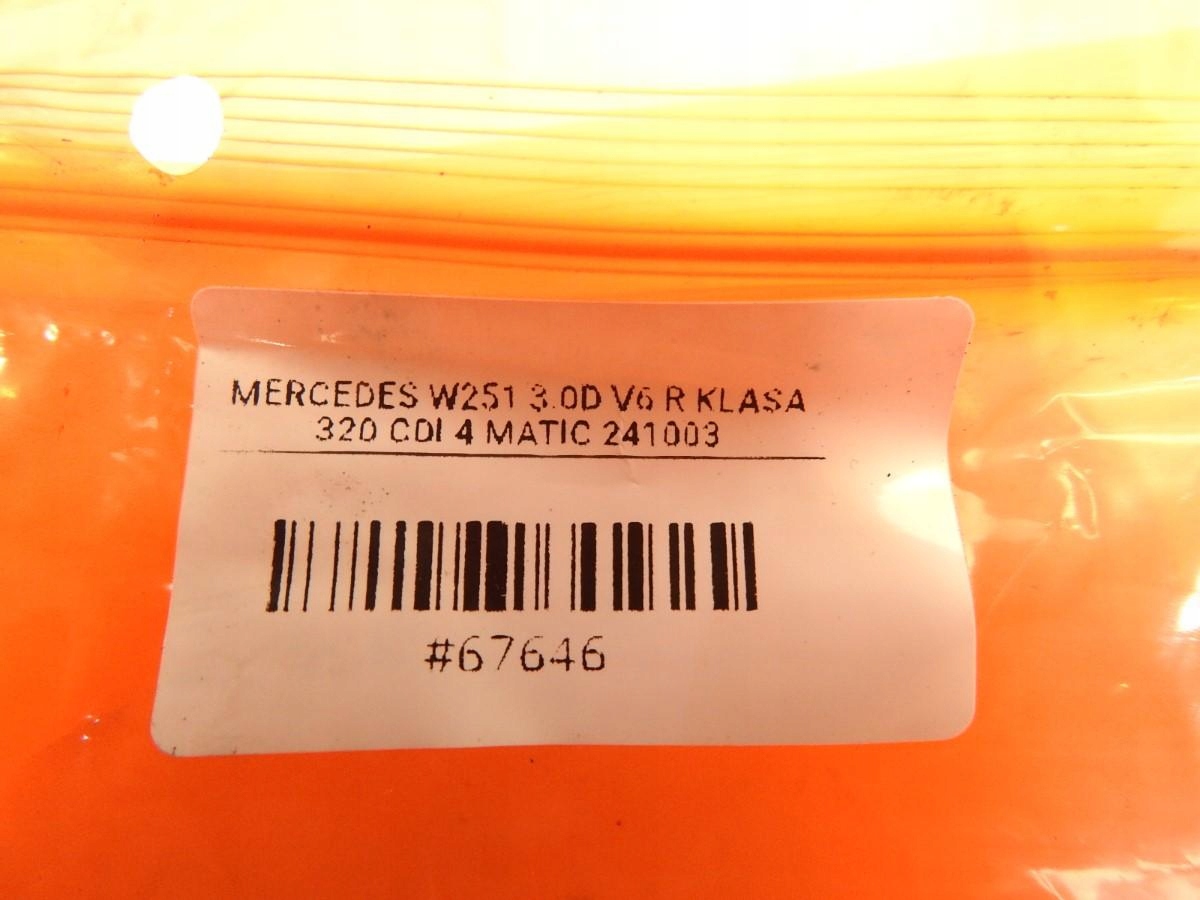 MERCEDES W251 3.0D V6 R KLASA
320 CDI 4 MATIC 241003
#67646